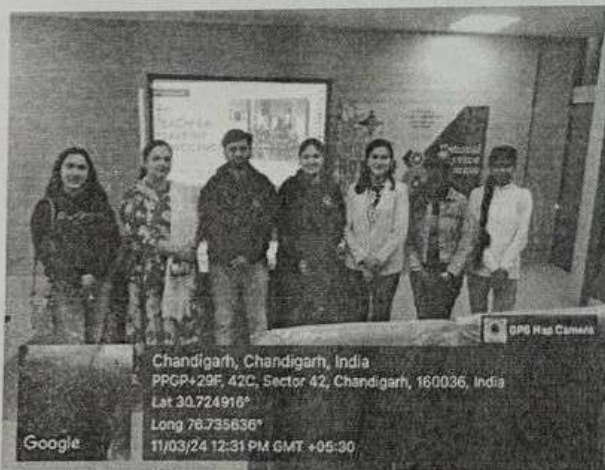 GPS Map Camera
Chandigarh, Chandigarh, India
PPGP+29F, 42C, Sector 42, Chandigarh, 160036, India
Lat 30.724916°
Long 76.735636°
11/03/24 12:31 PM GMT +05:30
Google